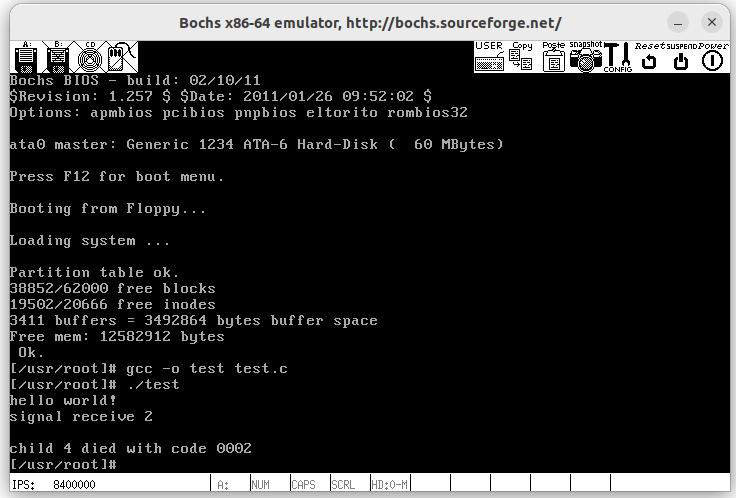 Bochs x86-64 emulator, http://bochs.sourceforge.net/
A: B: CD USER Copy Paste snapshot CONFIG Reset SUSPEND Power
Bochs BIOS - build: 02/10/11
$Revision: 1.257 $ $Date: 2011/01/26 09:52:02 $
Options: apmbios pcibios pnpbios eltorito rombios32
ata0 master: Generic 1234 ATA-6 Hard-Disk (  60 MBytes)
Press F12 for boot menu.
Booting from Floppy...
Loading system ...
Partition table ok.
38852/62000 free blocks
19502/20666 free inodes
3411 buffers = 3492864 bytes buffer space
Free mem: 12582912 bytes
 Ok.
[/usr/root]# gcc -o test test.c
[/usr/root]# ./test
hello world!
signal receive 2
child 4 died with code 0002
[/usr/root]#
IPS: 8400000 A: NUM CAPS SCRL HD:0-M